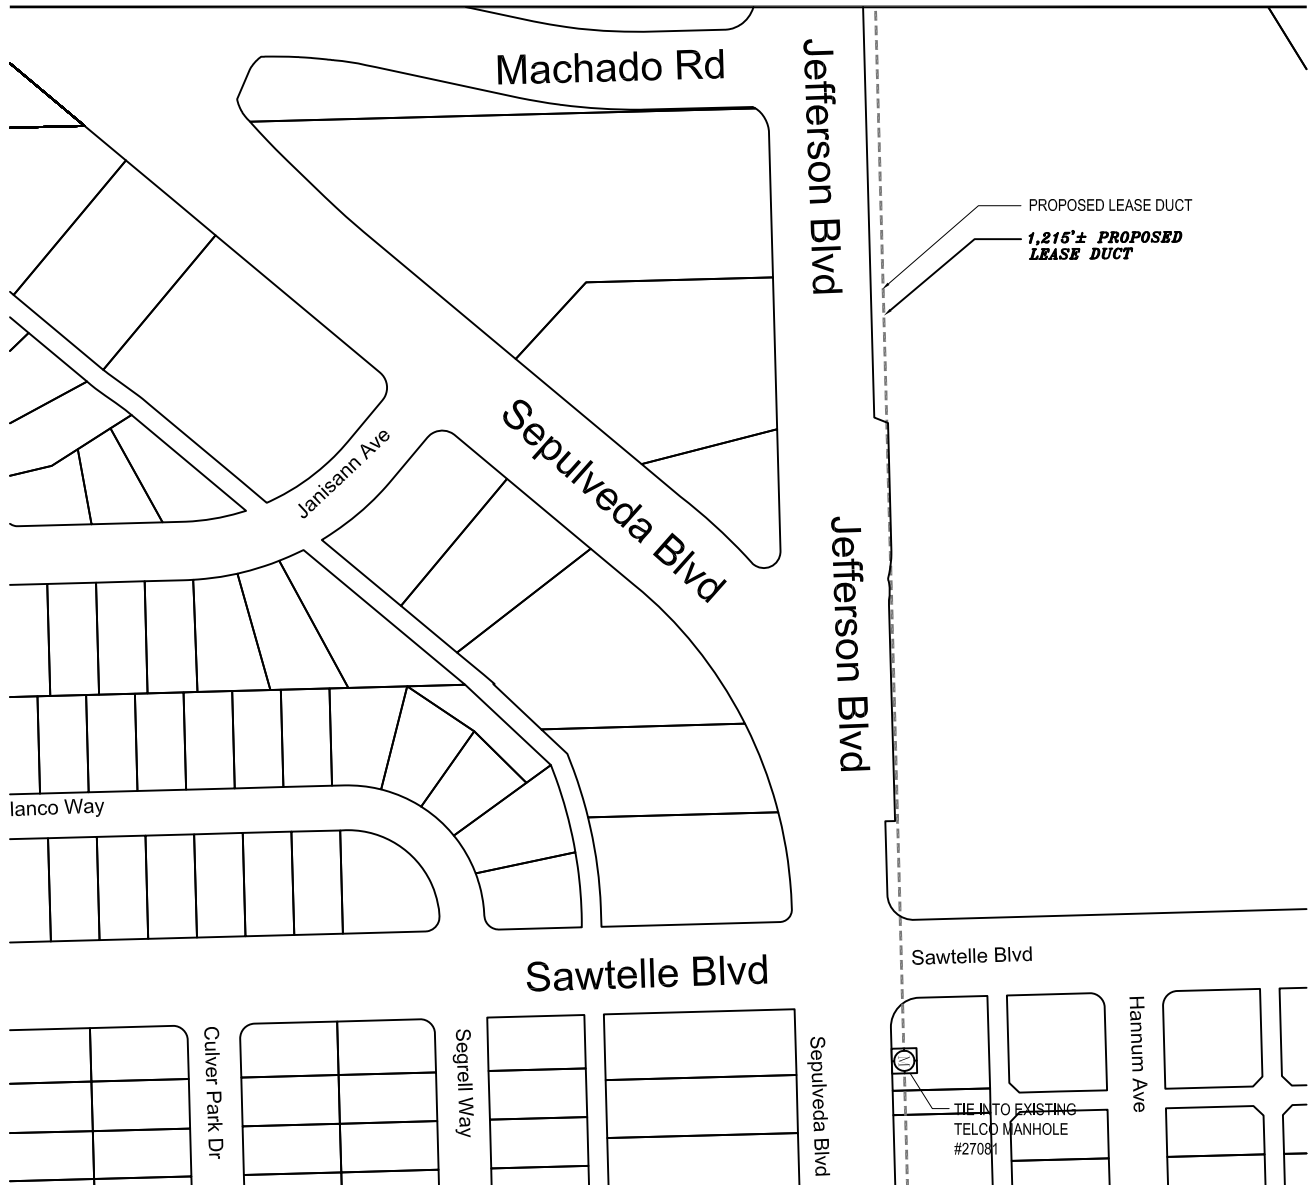 Machado Rd
Jefferson Blvd
PROPOSED LEASE DUCT
1,215'± PROPOSED
LEASE DUCT
Sepulveda Blvd
Janisann Ave
Jefferson Blvd
lanco Way
Sawtelle Blvd
Sawtelle Blvd
Culver Park Dr
Segrell Way
Sepulveda Blvd
Hannum Ave
TIE INTO EXISTING
TELCO MANHOLE
#27081